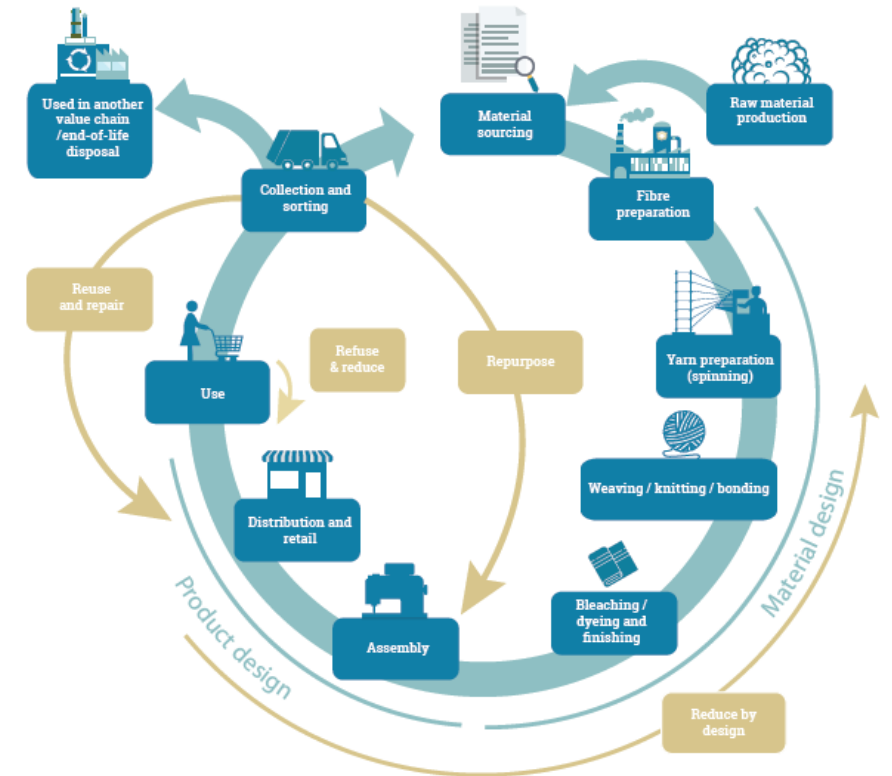 Used in another
value chain
/end-of-life
disposal
Material
sourcing
Raw material
production
Collection and
sorting
Fibre
preparation
Reuse
and repair
Refuse
& reduce
Repurpose
Yarn preparation
(spinning)
Use
Weaving / knitting / bonding
Distribution and
retail
Material design
Product design
Bleaching /
dyeing and
finishing
Assembly
Reduce by
design